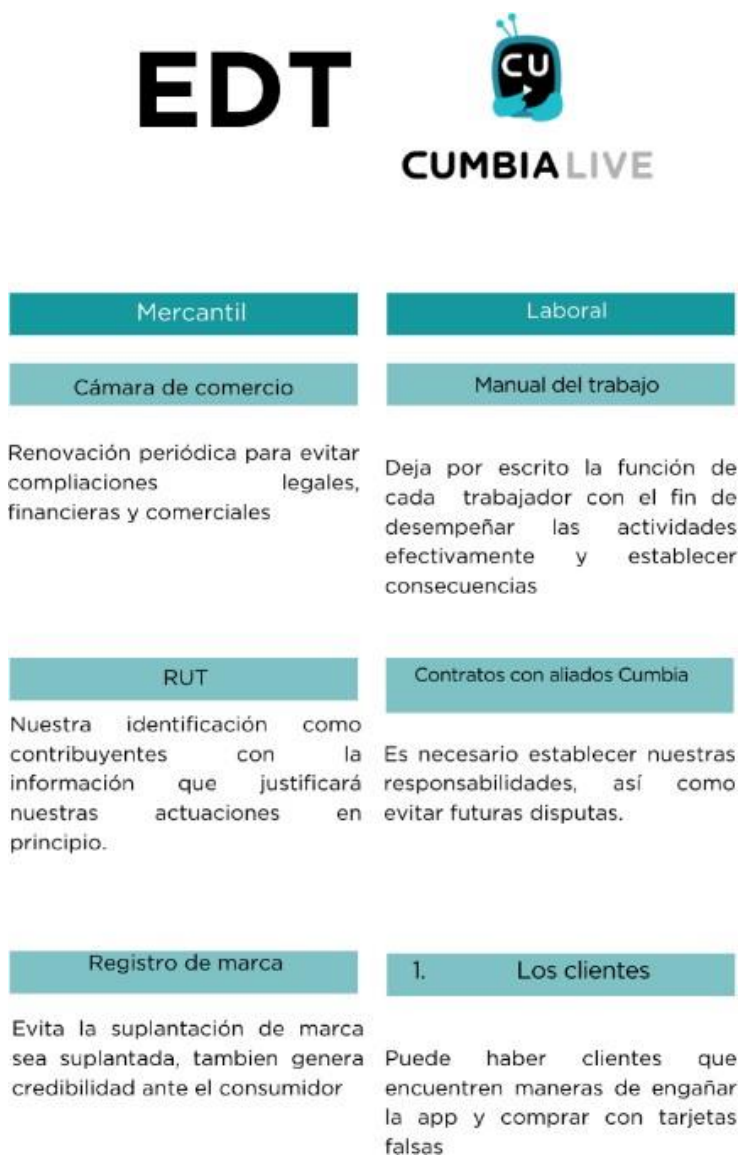 EDT
CU
CUMBIA LIVE
Mercantil
Cámara de comercio
Renovación periódica para evitar
compliaciones legales,
financieras y comerciales
RUT
Nuestra identificación como
contribuyentes con la
información que justificará
nuestras actuaciones en
principio.
Registro de marca
Evita la suplantación de marca
sea suplantada, tambien genera
credibilidad ante el consumidor
Laboral
Manual del trabajo
Deja por escrito la función de
cada trabajador con el fin de
desempeñar las actividades
efectivamente y establecer
consecuencias
Contratos con aliados Cumbia
Es necesario establecer nuestras
responsabilidades, así como
evitar futuras disputas.
1. Los clientes
Puede haber clientes que
encuentren maneras de engañar
la app y comprar con tarjetas
falsas